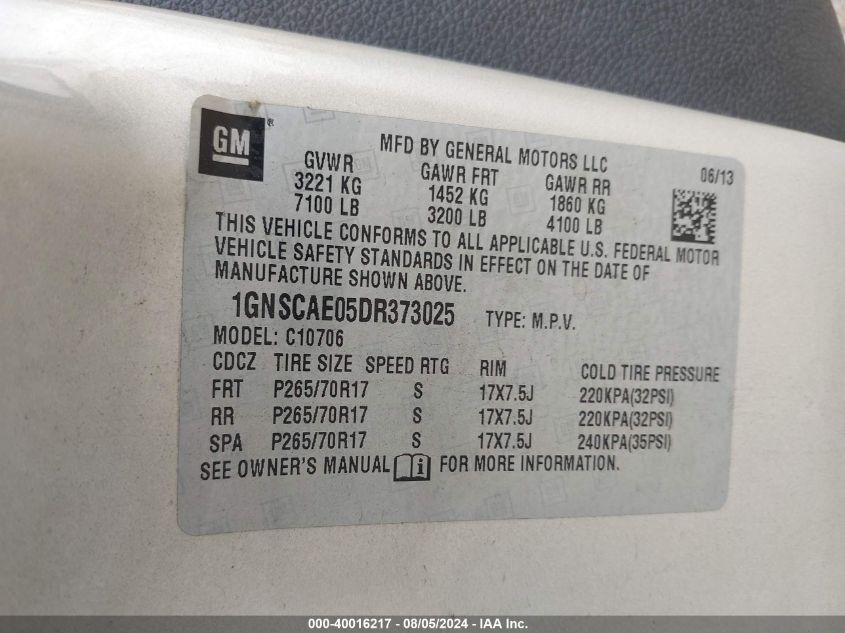 GM ®
MFD BY GENERAL MOTORS LLC
06/13
GVWR GAWR FRT GAWR RR
3221 KG 1452 KG 1860 KG
7100 LB 3200 LB 4100 LB
THIS VEHICLE CONFORMS TO ALL APPLICABLE U.S. FEDERAL MOTOR
VEHICLE SAFETY STANDARDS IN EFFECT ON THE DATE OF
MANUFACTURE SHOWN ABOVE.
1GNSCAE05DR373025 TYPE: M.P.V.
MODEL: C10706
CDCZ TIRE SIZE SPEED RTG RIM COLD TIRE PRESSURE
FRT P265/70R17 S 17X7.5J 220KPA(32PSI)
RR P265/70R17 S 17X7.5J 220KPA(32PSI)
SPA P265/70R17 S 17X7.5J 240KPA(35PSI)
SEE OWNER'S MANUAL i FOR MORE INFORMATION.
000-40016217 - 08/05/2024 - IAA Inc.